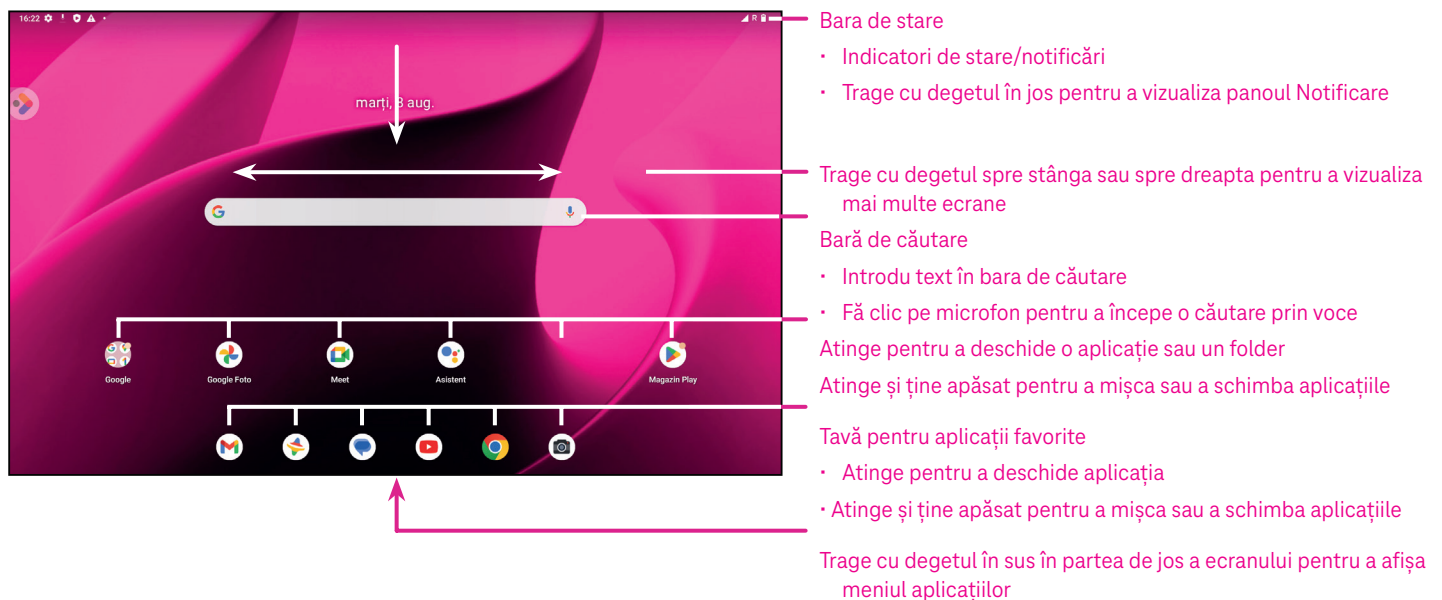 16:22
R
marți, 8 aug.
Google
Google Foto
Meet
Asistent
Magazin Play
Bara de stare
· Indicatori de stare/notificări
· Trage cu degetul în jos pentru a vizualiza panoul Notificare
Trage cu degetul spre stânga sau spre dreapta pentru a vizualiza
mai multe ecrane
Bară de căutare
· Introdu text în bara de căutare
· Fă clic pe microfon pentru a începe o căutare prin voce
Atinge pentru a deschide o aplicație sau un folder
Atinge și ține apăsat pentru a mișca sau a schimba aplicațiile
Tavă pentru aplicații favorite
· Atinge pentru a deschide aplicația
· Atinge și ține apăsat pentru a mișca sau a schimba aplicațiile
Trage cu degetul în sus în partea de jos a ecranului pentru a afișa
meniul aplicațiilor